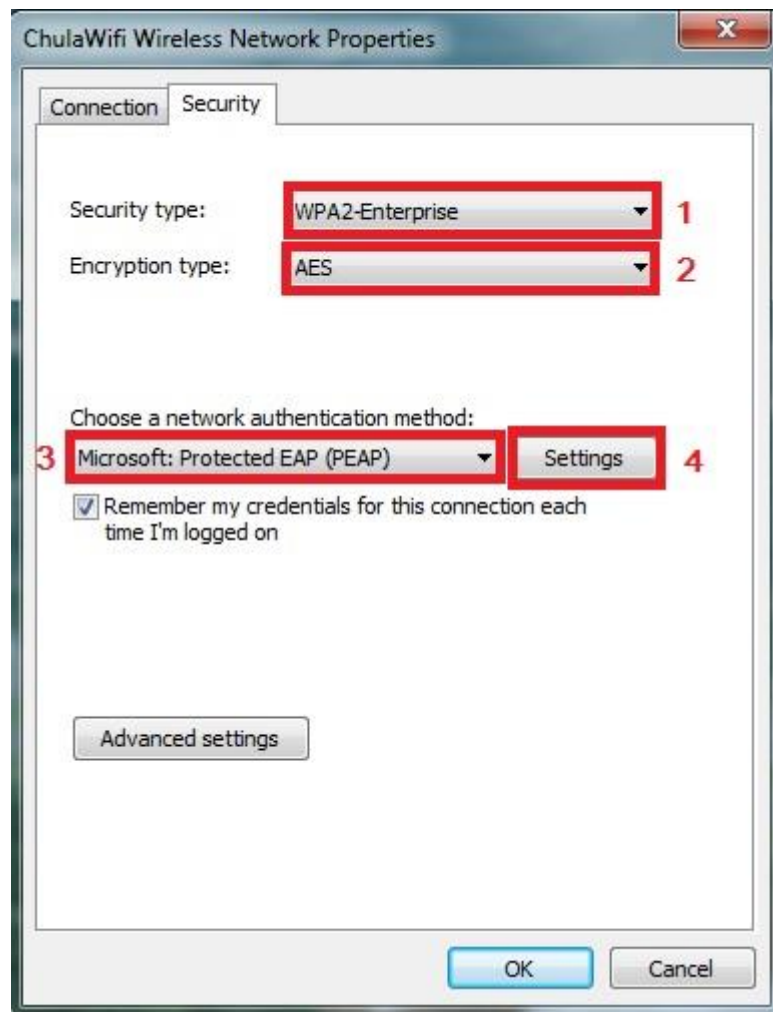 ChulaWifi Wireless Network Properties
Connection Security
Security type: WPA2-Enterprise 1
Encryption type: AES 2
Choose a network authentication method:
3 Microsoft: Protected EAP (PEAP) Settings 4
Remember my credentials for this connection each
time I'm logged on
Advanced settings
OK Cancel